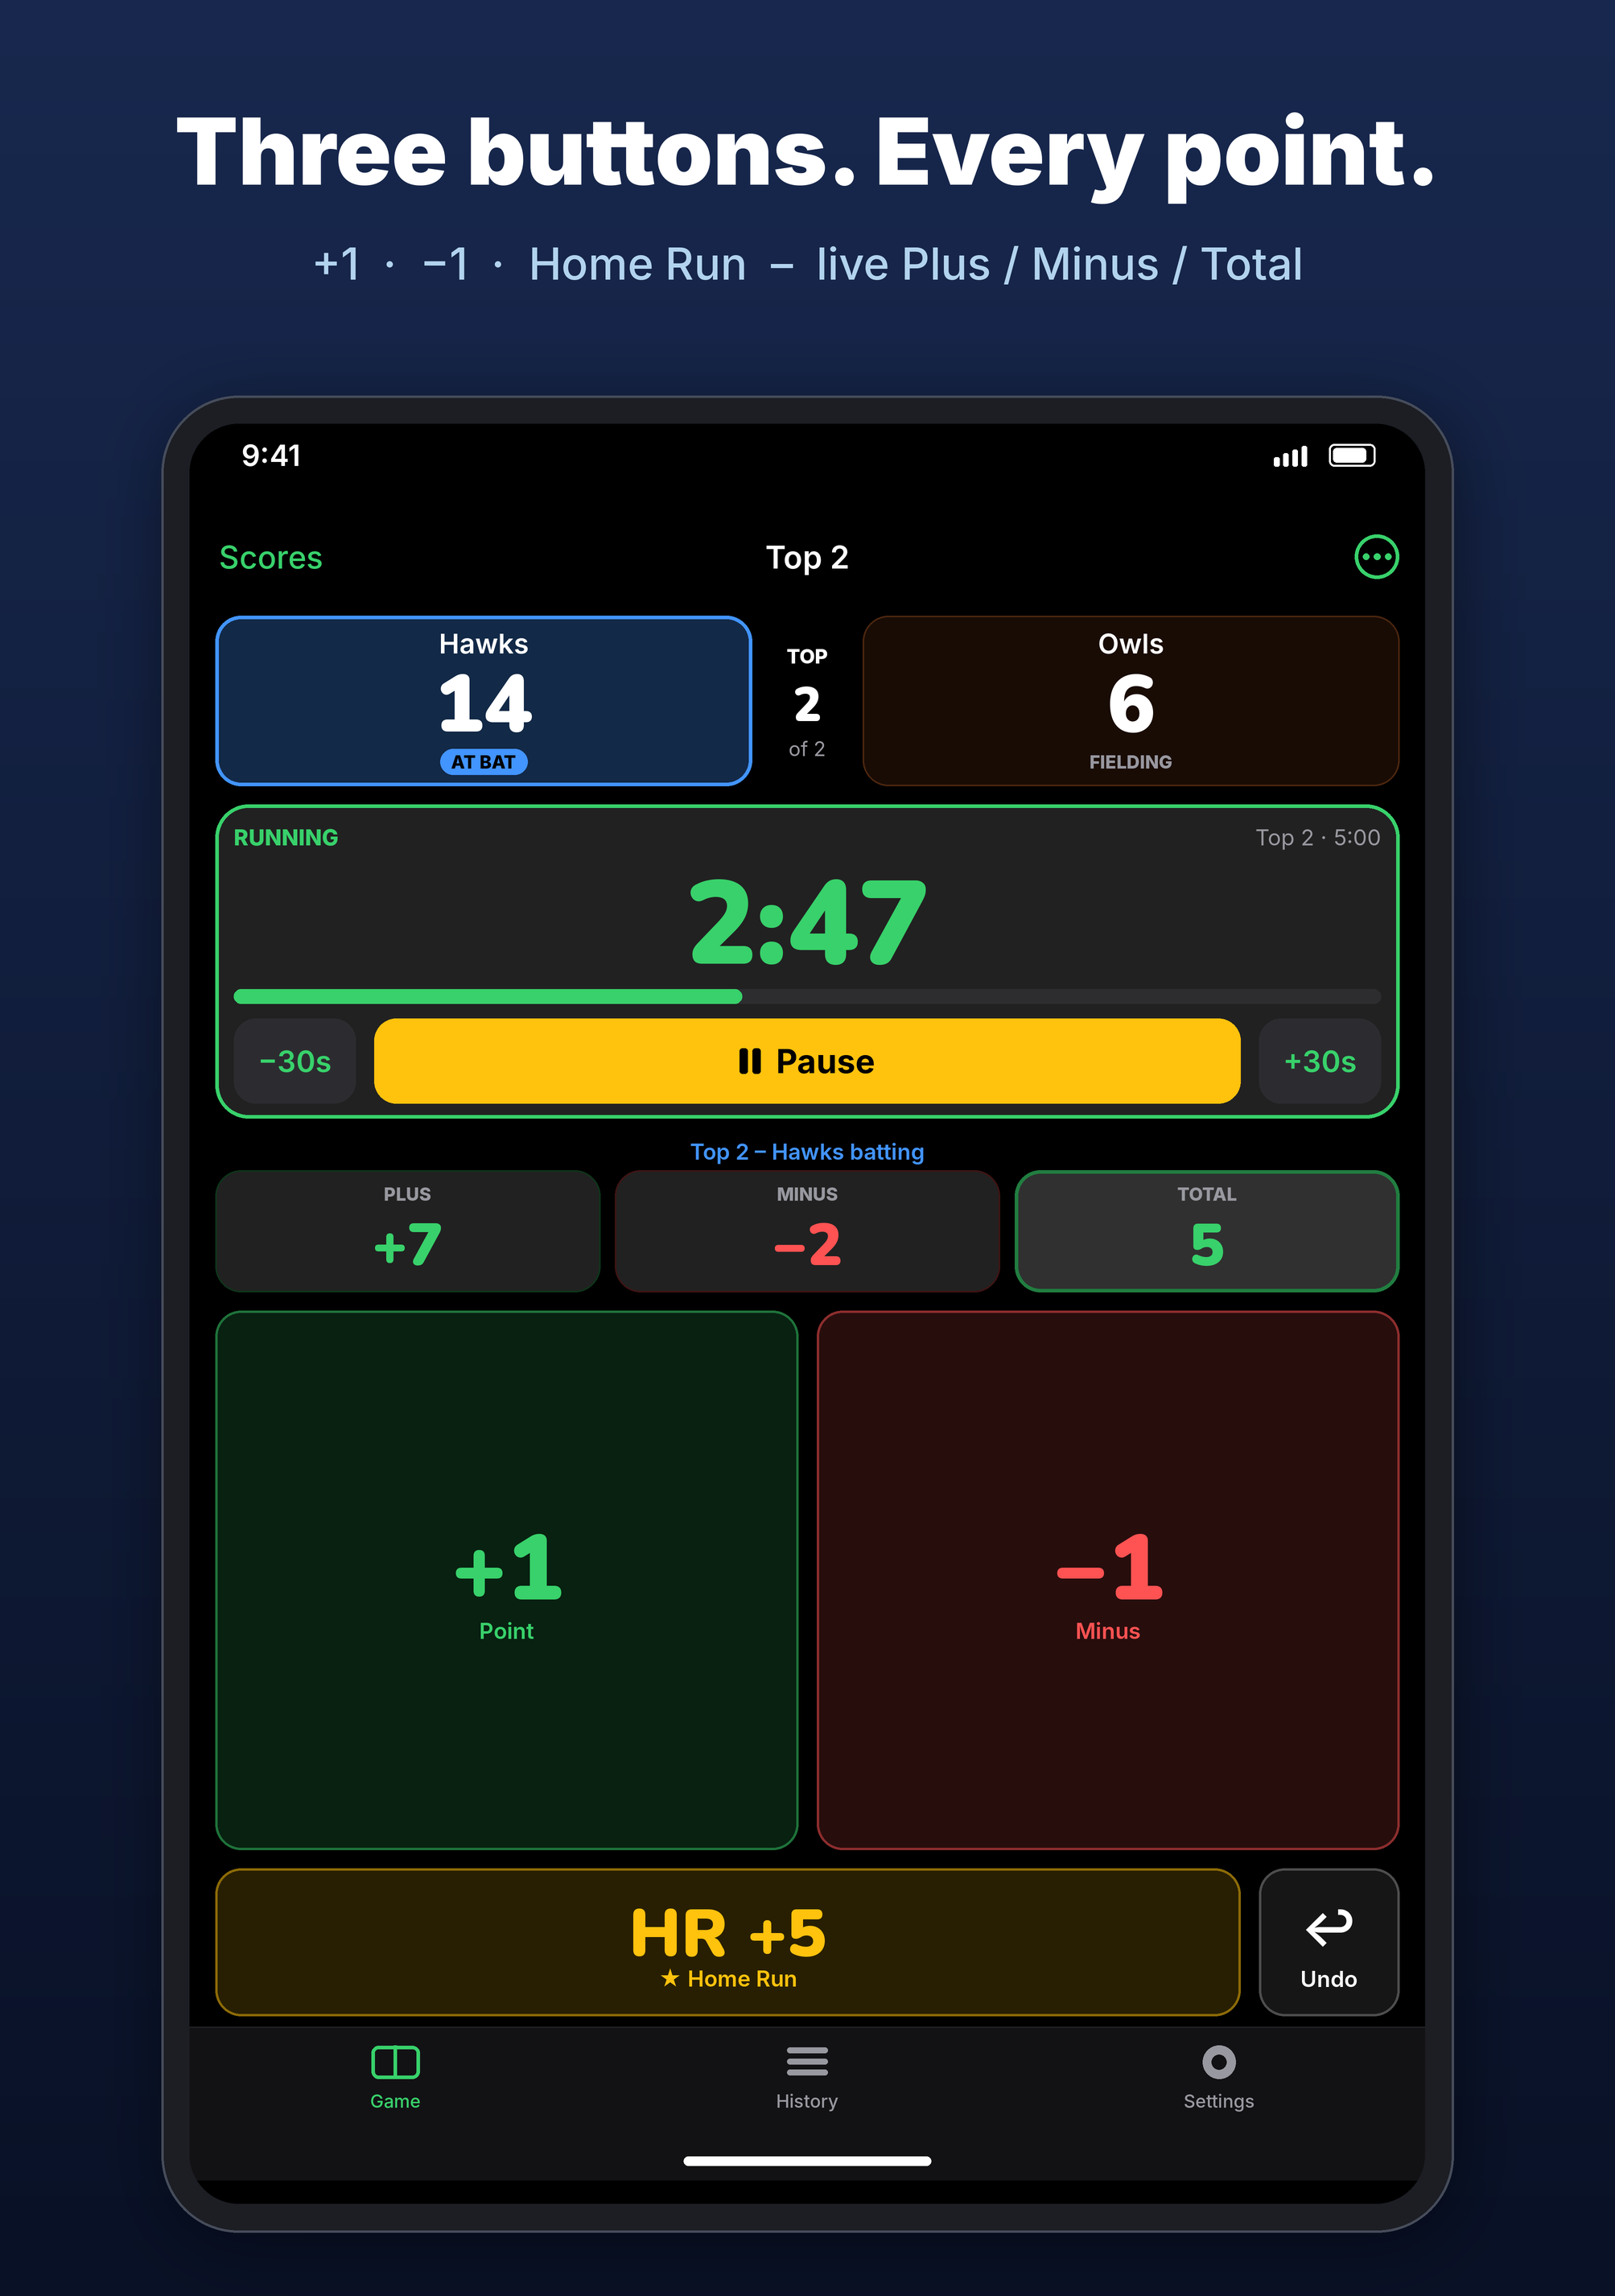 Three buttons. Every point.
+1 · −1 · Home Run – live Plus / Minus / Total
9:41
Scores
Top 2
Hawks
14
AT BAT
TOP
2
of 2
Owls
6
FIELDING
RUNNING
Top 2 · 5:00
2:47
−30s
Pause
+30s
Top 2 – Hawks batting
PLUS
+7
MINUS
−2
TOTAL
5
+1
Point
−1
Minus
HR +5
★ Home Run
Undo
Game
History
Settings